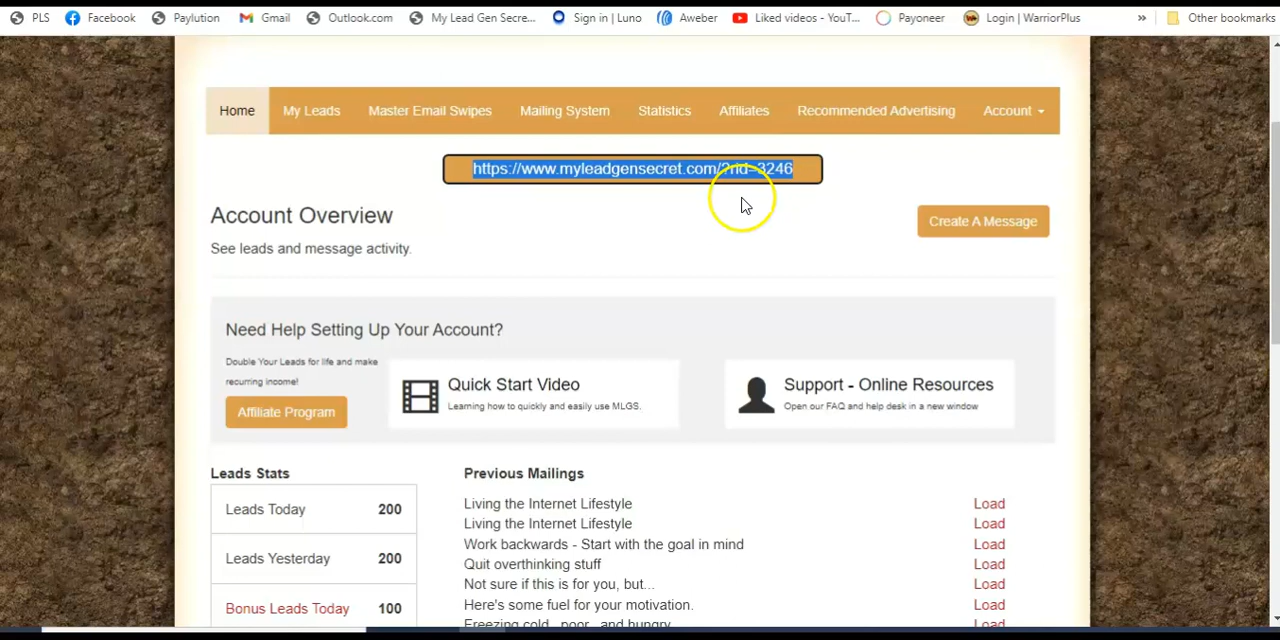 PLS Facebook Paylution Gmail Outlook.com My Lead Gen Secre... Sign in | Luno Aweber Liked videos - YouT... Payoneer Login | WarriorPlus » Other bookmarks
Home My Leads Master Email Swipes Mailing System Statistics Affiliates Recommended Advertising Account
https://www.myleadgensecret.com/?rid=3246
Account Overview
Create A Message
See leads and message activity.
Need Help Setting Up Your Account?
Double Your Leads for life and make
recurring income!
Affiliate Program
Quick Start Video
Learning how to quickly and easily use MLGS.
Support - Online Resources
Open our FAQ and help desk in a new window
Leads Stats
Leads Today 200
Leads Yesterday 200
Bonus Leads Today 100
Previous Mailings
Living the Internet Lifestyle Load
Living the Internet Lifestyle Load
Work backwards - Start with the goal in mind Load
Quit overthinking stuff Load
Not sure if this is for you, but... Load
Here's some fuel for your motivation. Load
Freezing cold, poor, and hungry Load